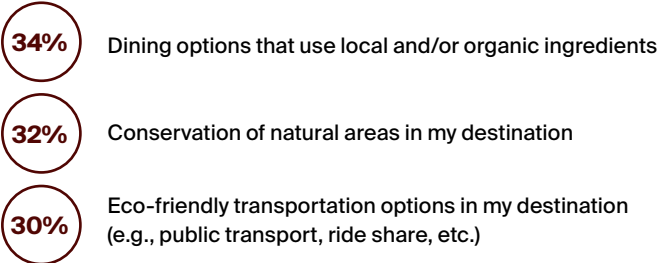 34%
Dining options that use local and/or organic ingredients
32%
Conservation of natural areas in my destination
30%
Eco-friendly transportation options in my destination
(e.g., public transport, ride share, etc.)